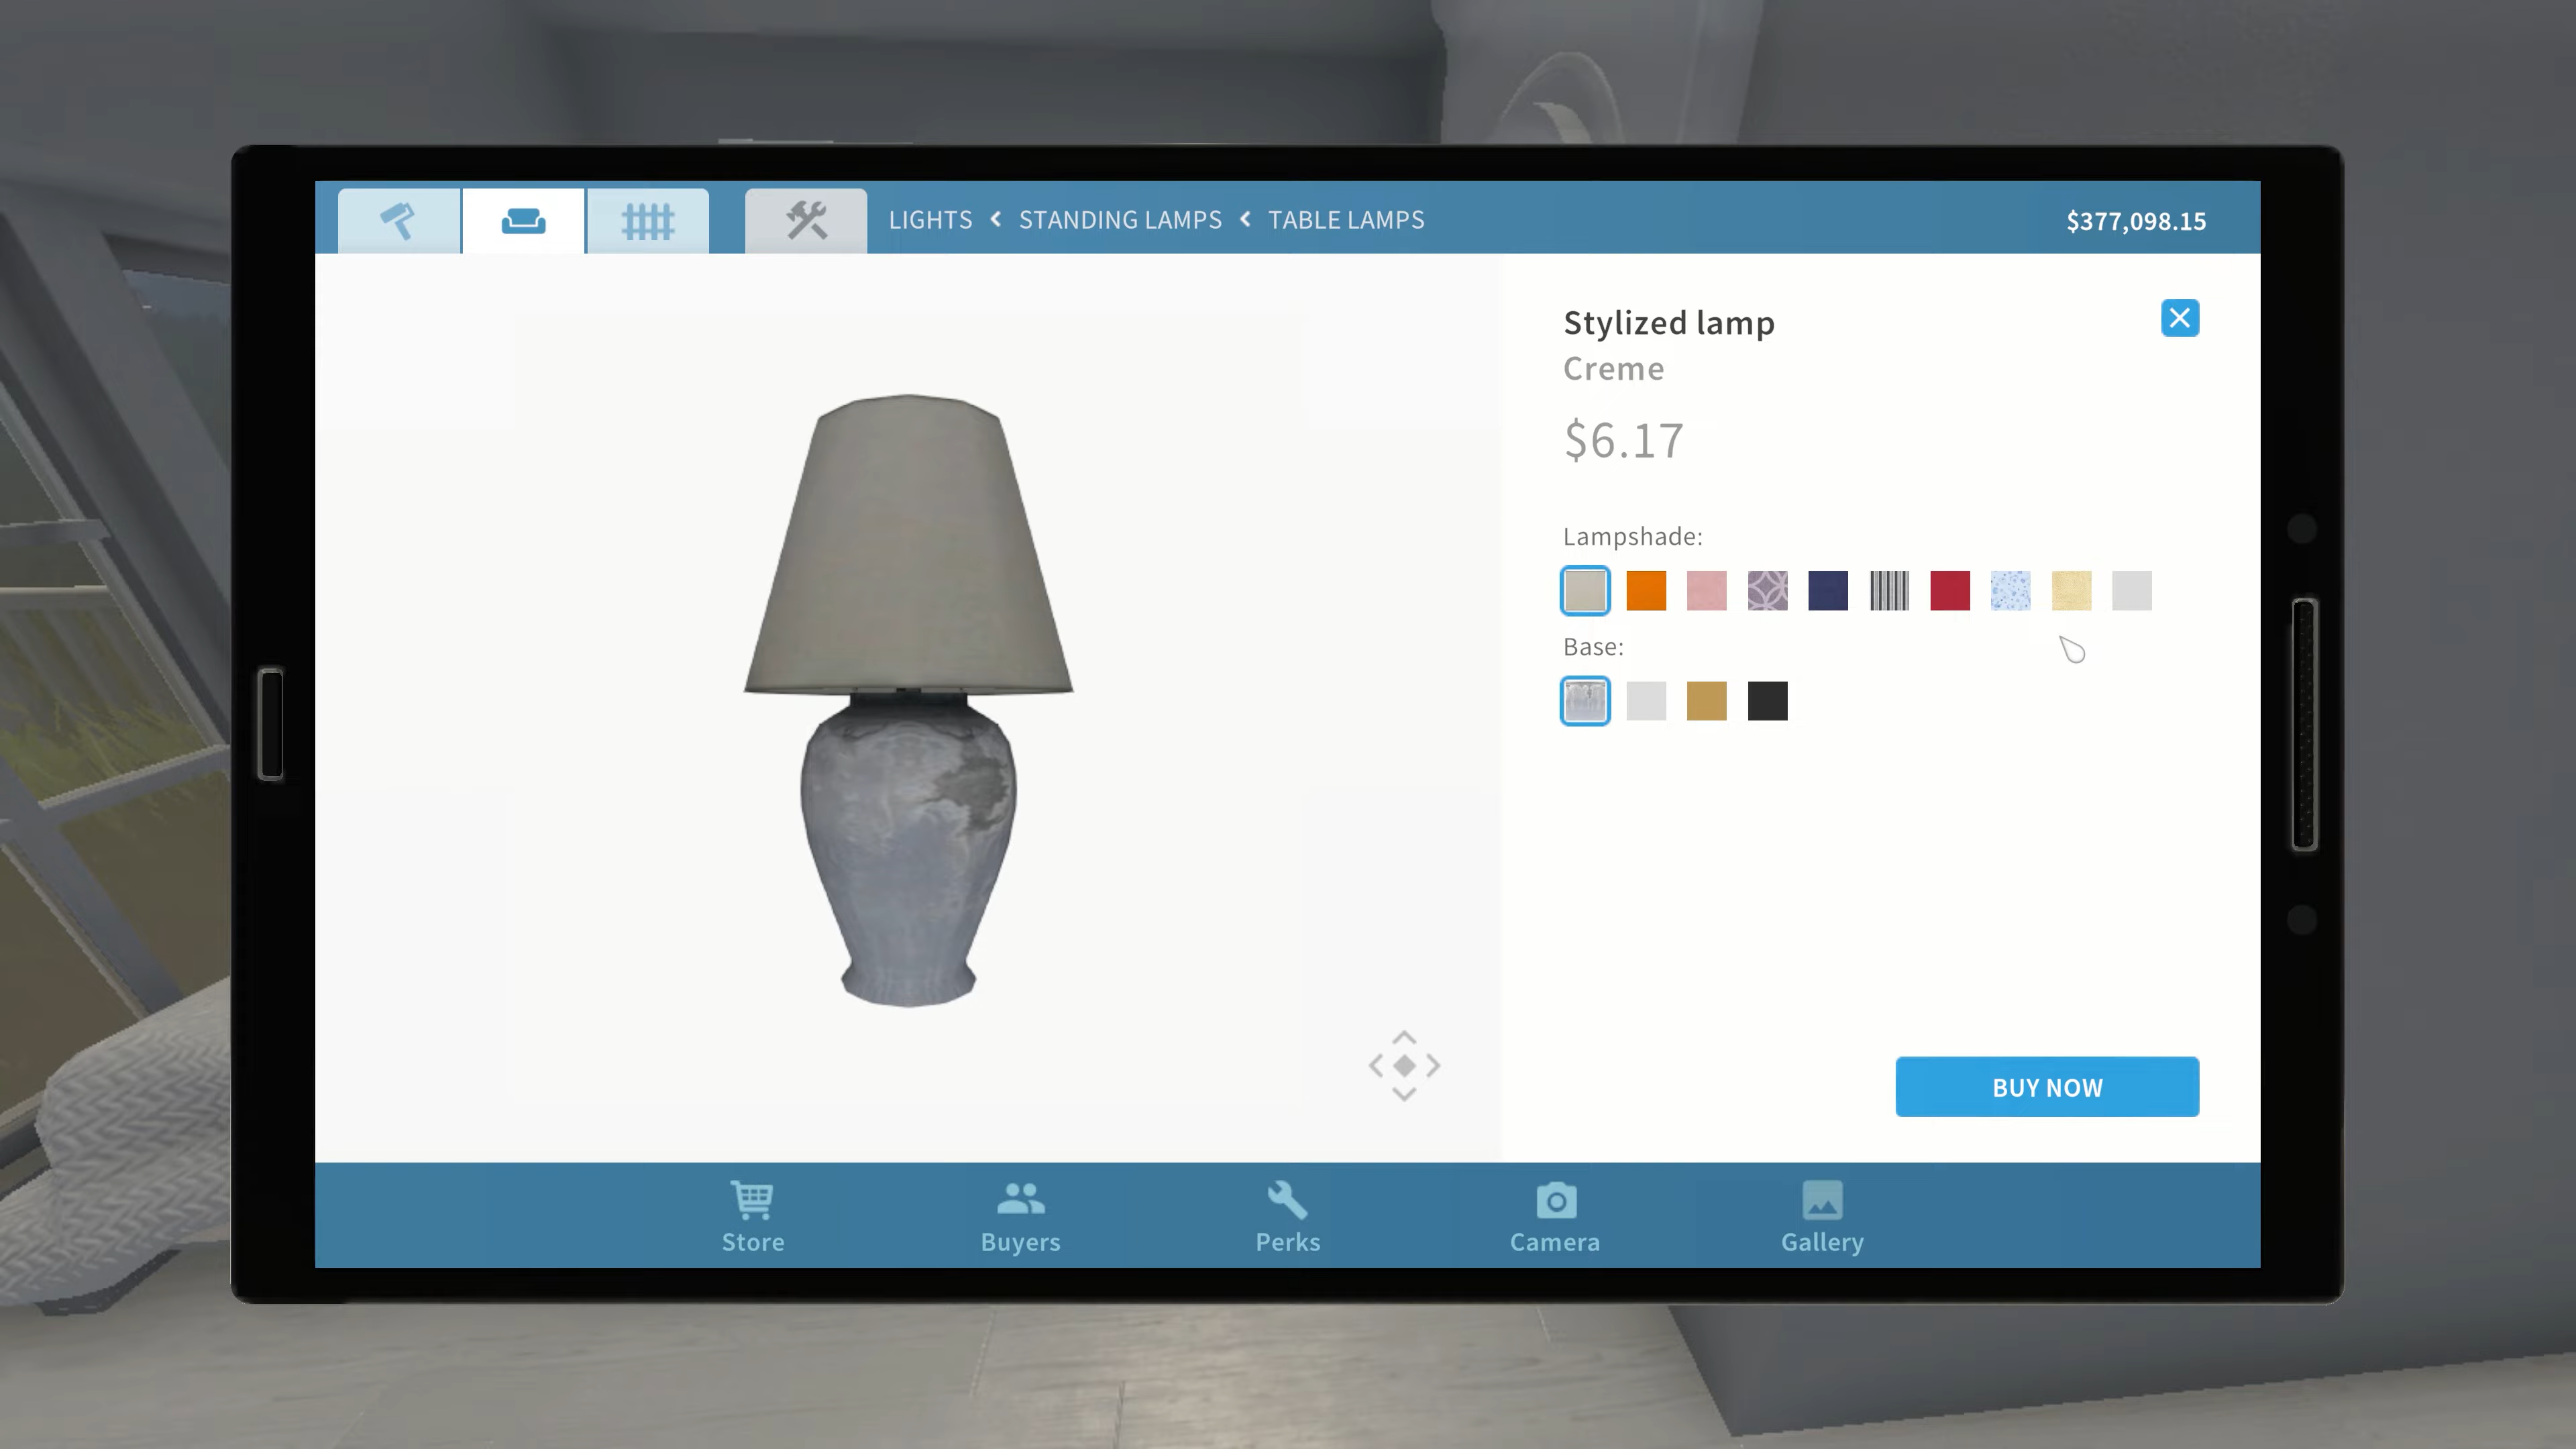 LIGHTS < STANDING LAMPS < TABLE LAMPS
$377,098.15
Stylized lamp
Creme
$6.17
Lampshade:
Base:
BUY NOW
Store
Buyers
Perks
Camera
Gallery